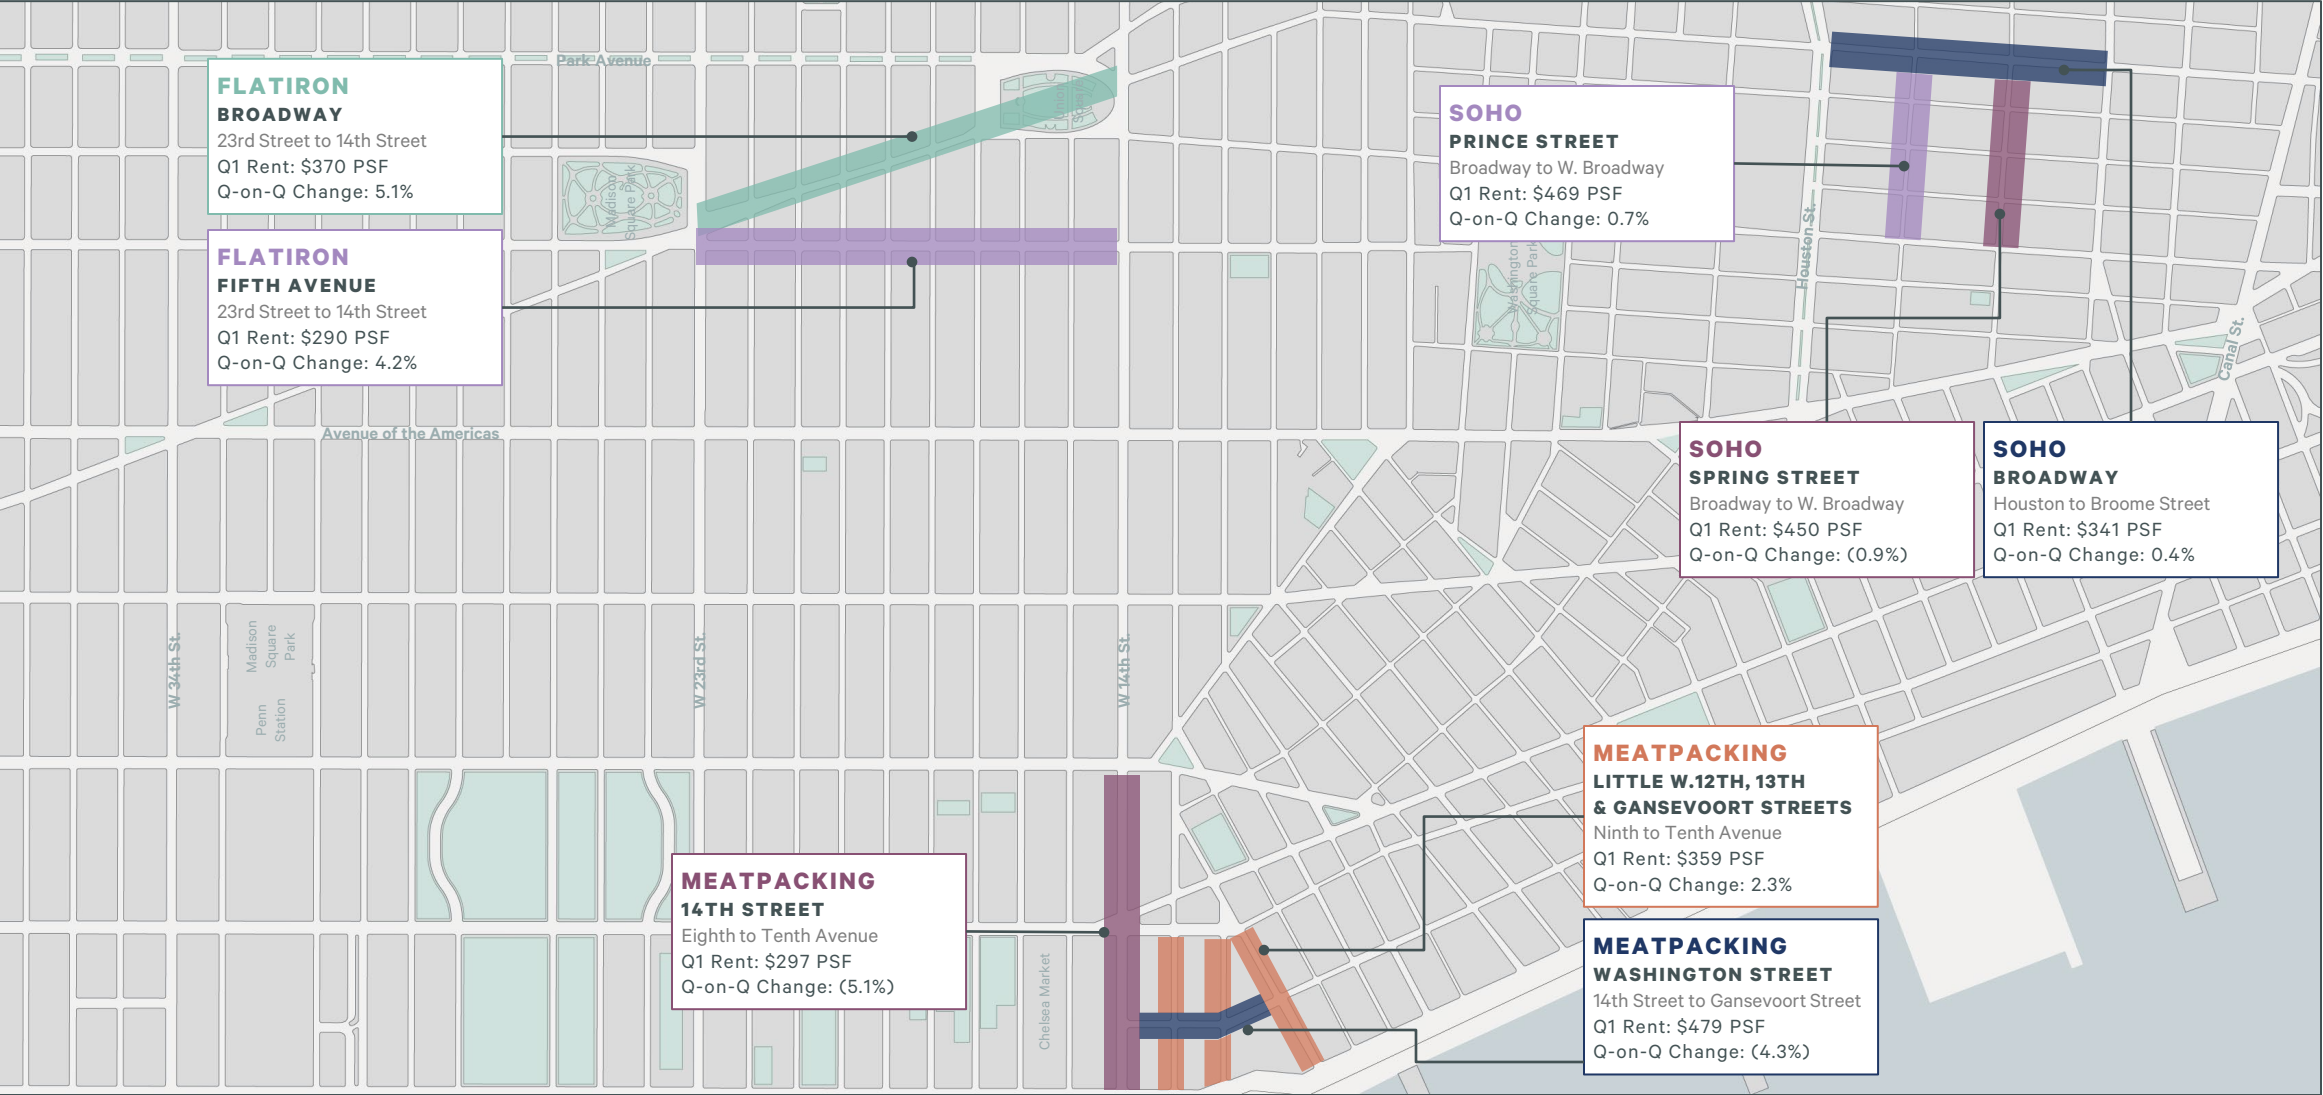 Park Avenue
FLATIRON
BROADWAY
23rd Street to 14th Street
Q1 Rent: $370 PSF
Q-on-Q Change: 5.1%
FLATIRON
FIFTH AVENUE
23rd Street to 14th Street
Q1 Rent: $290 PSF
Q-on-Q Change: 4.2%
Madison
Square Park
Union
Square
SOHO
PRINCE STREET
Broadway to W. Broadway
Q1 Rent: $469 PSF
Q-on-Q Change: 0.7%
Washington
Square Park
Houston St.
Canal St.
Avenue of the Americas
SOHO
SPRING STREET
Broadway to W. Broadway
Q1 Rent: $450 PSF
Q-on-Q Change: (0.9%)
SOHO
BROADWAY
Houston to Broome Street
Q1 Rent: $341 PSF
Q-on-Q Change: 0.4%
W 34th St.
Madison
Square
Park
Penn
Station
W 23rd St.
W 14th St.
MEATPACKING
LITTLE W.12TH, 13TH
& GANSEVOORT STREETS
Ninth to Tenth Avenue
Q1 Rent: $359 PSF
Q-on-Q Change: 2.3%
MEATPACKING
14TH STREET
Eighth to Tenth Avenue
Q1 Rent: $297 PSF
Q-on-Q Change: (5.1%)
Chelsea Market
MEATPACKING
WASHINGTON STREET
14th Street to Gansevoort Street
Q1 Rent: $479 PSF
Q-on-Q Change: (4.3%)